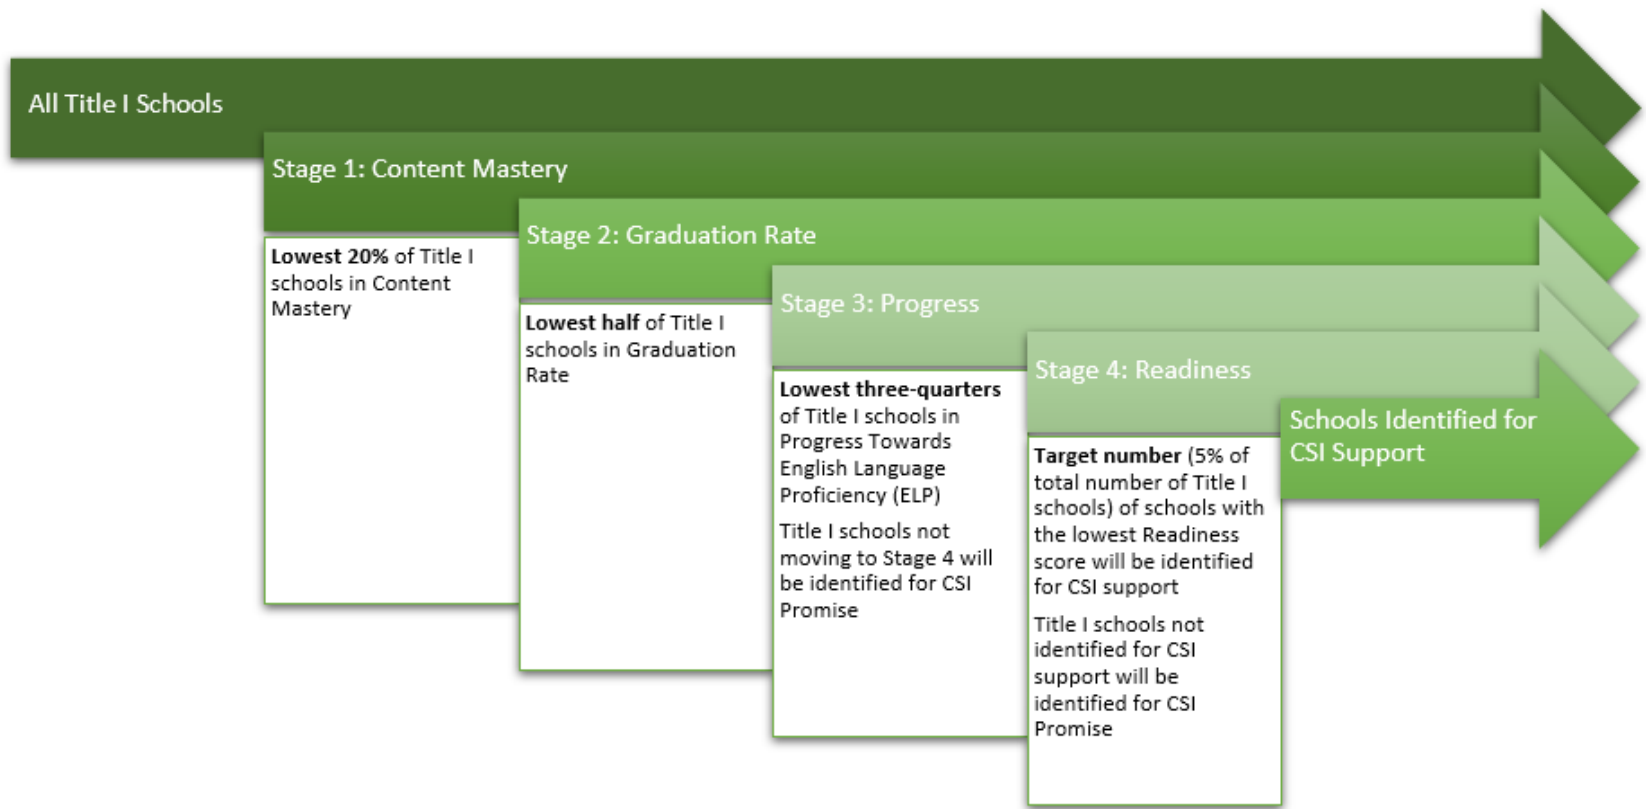 All Title I Schools
Stage 1: Content Mastery
Lowest 20% of Title I
schools in Content
Mastery
Stage 2: Graduation Rate
Lowest half of Title I
schools in Graduation
Rate
Stage 3: Progress
Lowest three-quarters
of Title I schools in
Progress Towards
English Language
Proficiency (ELP)
Title I schools not
moving to Stage 4 will
be identified for CSI
Promise
Stage 4: Readiness
Target number (5% of
total number of Title I
schools) of schools with
the lowest Readiness
score will be identified
for CSI support
Title I schools not
identified for CSI
support will be
identified for CSI
Promise
Schools Identified for
CSI Support